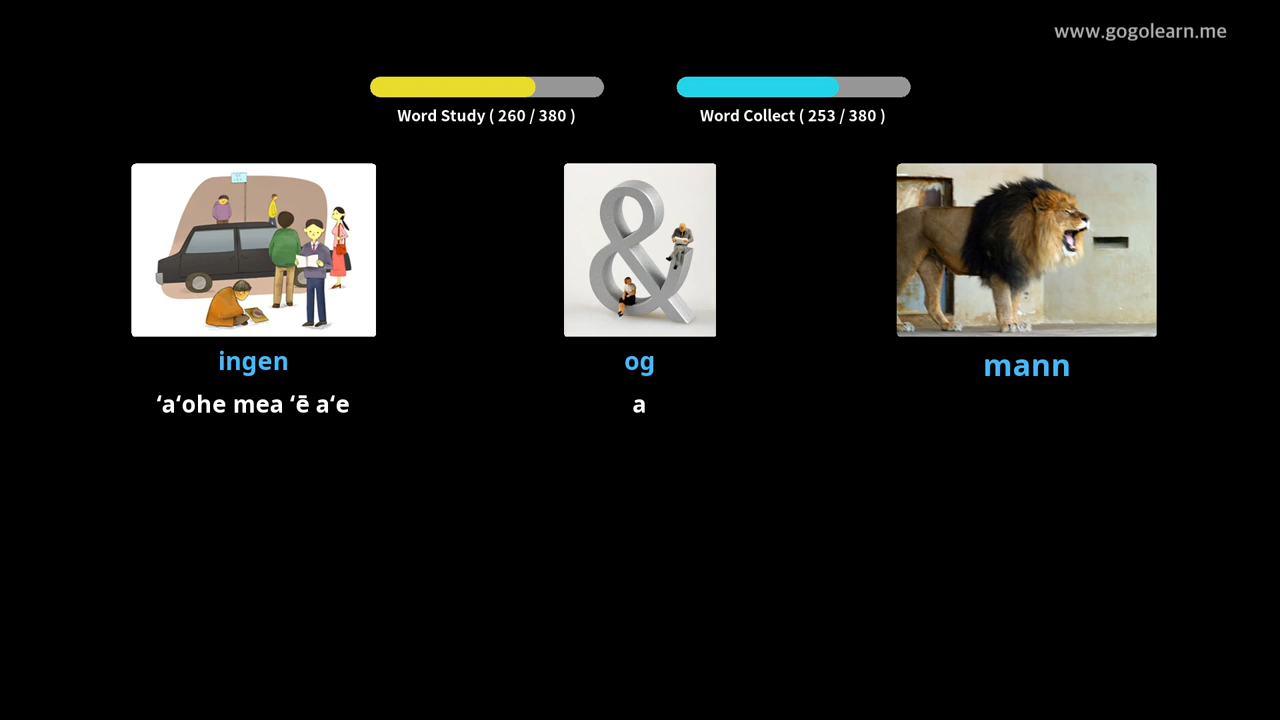 www.gogolearn.me
Word Study ( 260 / 380 )
Word Collect ( 253 / 380 )
ingen
ʻaʻohe mea ʻē aʻe
og
a
mann